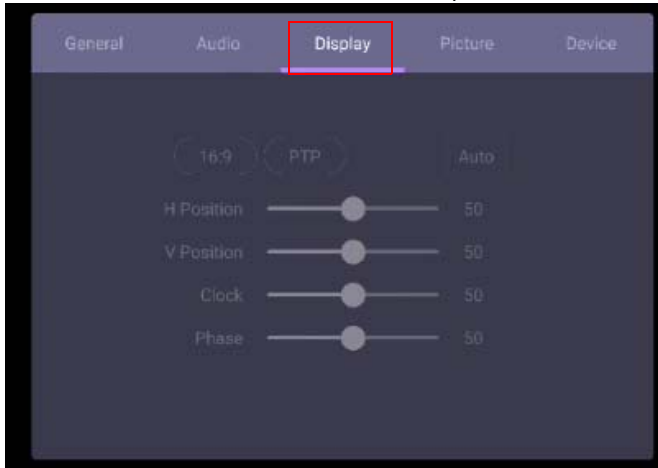 General Audio Display Picture Device
16:9 PTP Auto
H Position 50
V Position 50
Clock 50
Phase 50